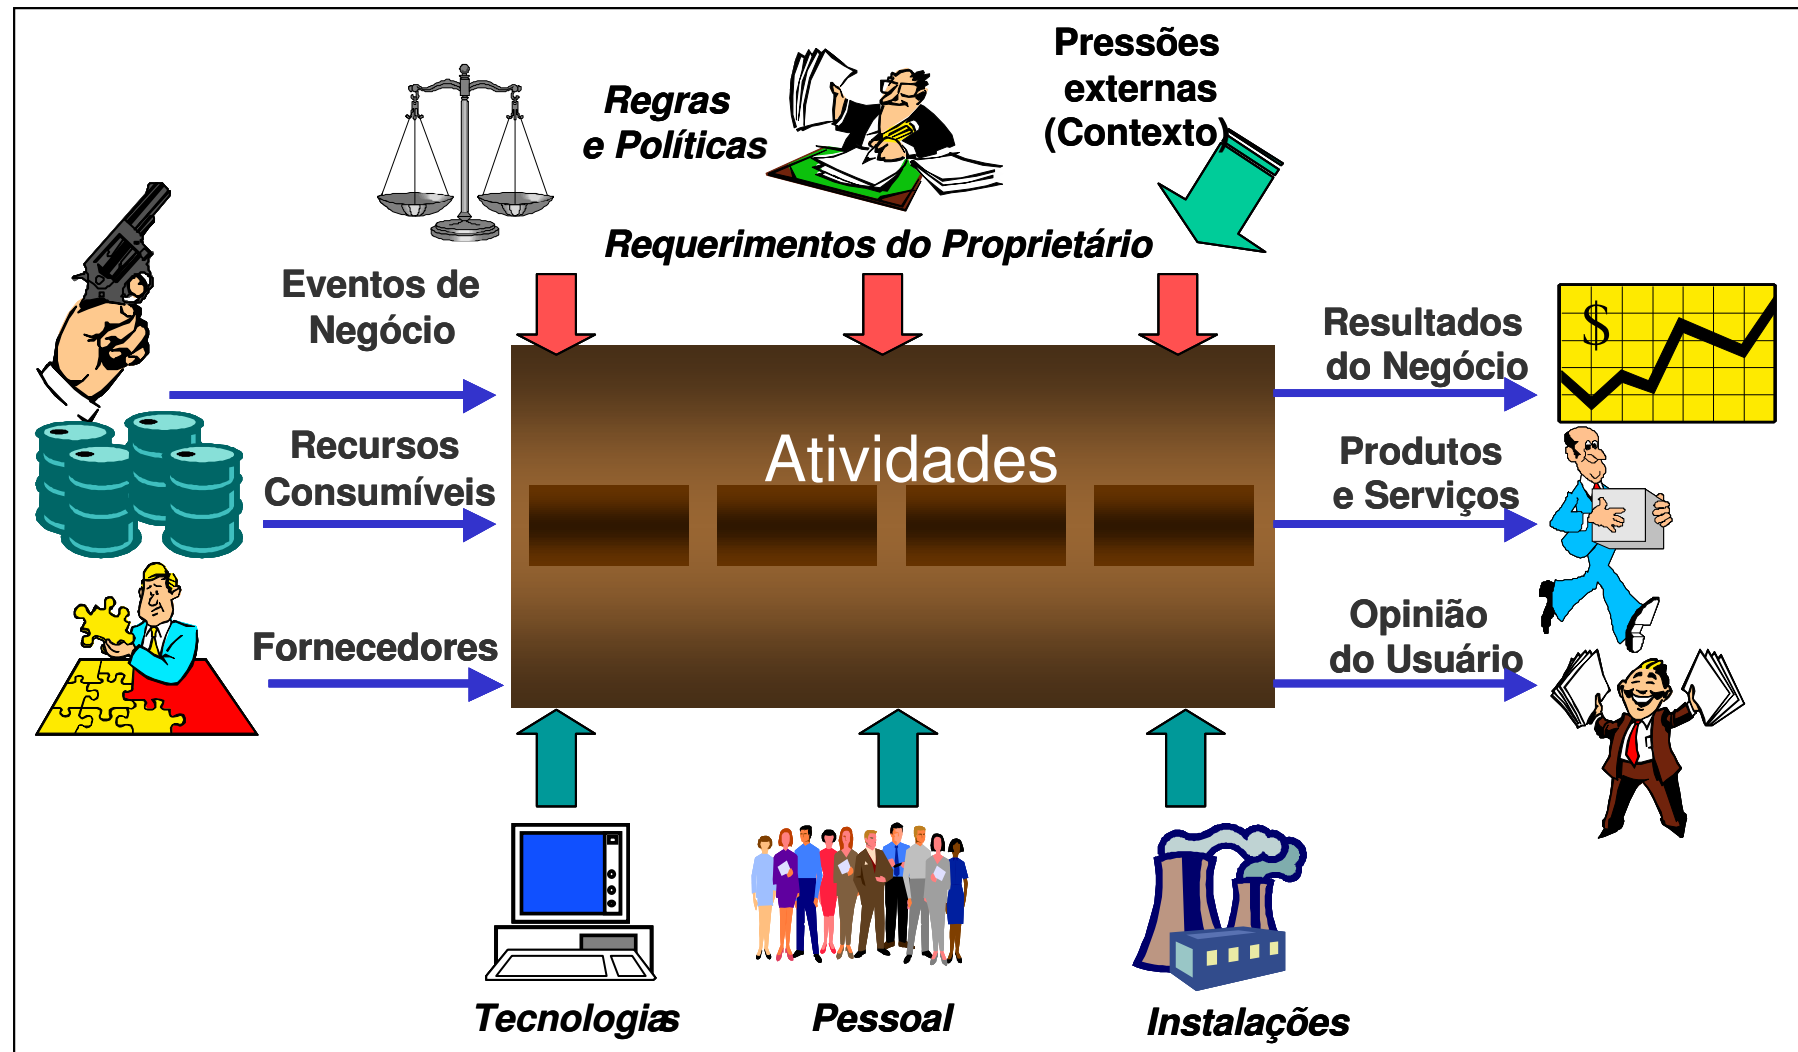 Regras
e Políticas
Pressões
externas
(Contexto)
Requerimentos do Proprietário
Eventos de
Negócio
Recursos
Consumíveis
Fornecedores
Atividades
$
Resultados
do Negócio
Produtos
e Serviços
Opinião
do Usuário
Tecnologias
Pessoal
Instalações